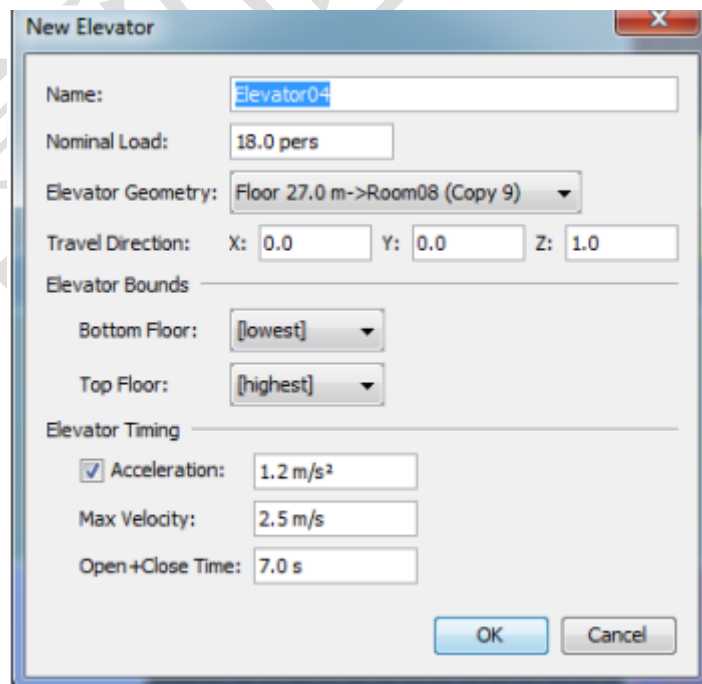 New Elevator
Name: Elevator04
Nominal Load: 18.0 pers
Elevator Geometry: Floor 27.0 m->Room08 (Copy 9)
Travel Direction: X: 0.0 Y: 0.0 Z: 1.0
Elevator Bounds
Bottom Floor: [lowest]
Top Floor: [highest]
Elevator Timing
Acceleration: 1.2 m/s²
Max Velocity: 2.5 m/s
Open+Close Time: 7.0 s
OK Cancel